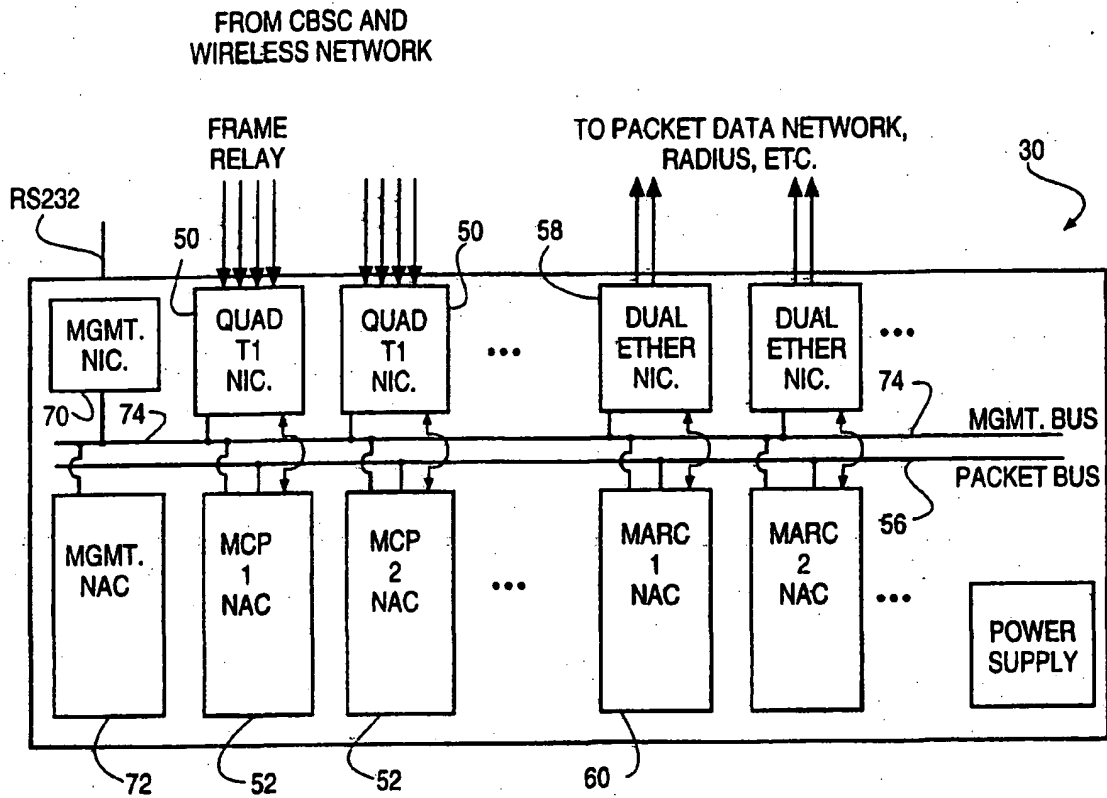 FROM CBSC AND
WIRELESS NETWORK
FRAME
RELAY
TO PACKET DATA NETWORK,
RADIUS, ETC.
30
RS232
50
50
58
MGMT.
NIC.
QUAD
T1
NIC.
QUAD
T1
NIC.
•••
DUAL
ETHER
NIC.
DUAL
ETHER
NIC.
•••
70
74
74
MGMT. BUS
PACKET BUS
56
MGMT.
NAC
MCP
1
NAC
MCP
2
NAC
•••
MARC
1
NAC
MARC
2
NAC
•••
POWER
SUPPLY
72
52
52
60